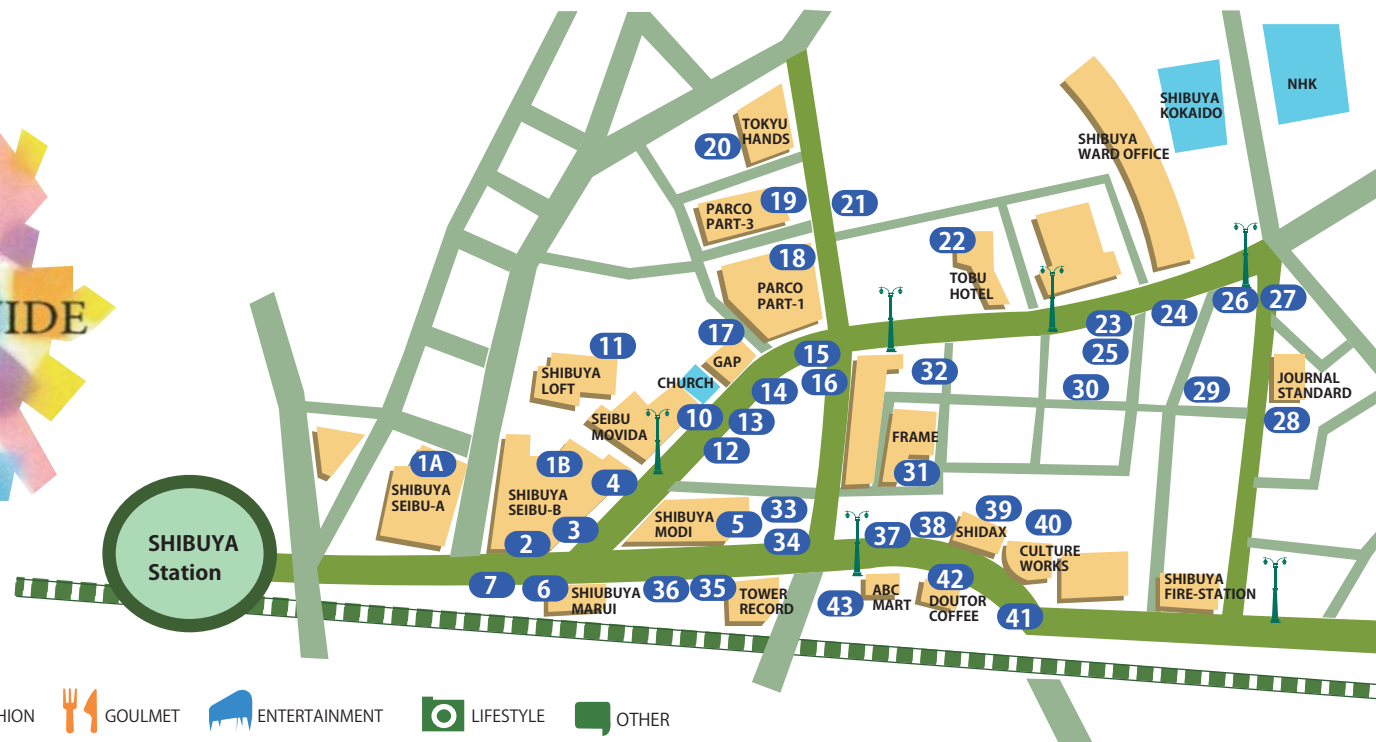 NHK
SHIBUYA
KOKAIDO
TOKYU
HANDS
20
SHIBUYA
WARD OFFICE
PARCO
PART-3
19
21
22
18
PARCO
PART-1
TOBU
HOTEL
IDE
26
27
24
23
17
11
GAP
15
25
SHIBUYA
LOFT
CHURCH
16
32
14
30
29
JOURNAL
STANDARD
SEIBU
MOVIDA
10
13
28
12
FRAME
1A
1B
31
4
SHIBUYA
SEIBU-A
SHIBUYA
SEIBU-B
SHIBUYA
MODI
5
33
39
40
3
2
34
37
38
SHIDAX
SHIBUYA
Station
CULTURE
WORKS
7
6
SHIUBUYA
MARUI
36
35
TOWER
RECORD
43
ABC
MART
42
DOUTOR
COFFEE
41
SHIBUYA
FIRE-STATION
HION
GOULMET
ENTERTAINMENT
LIFESTYLE
OTHER